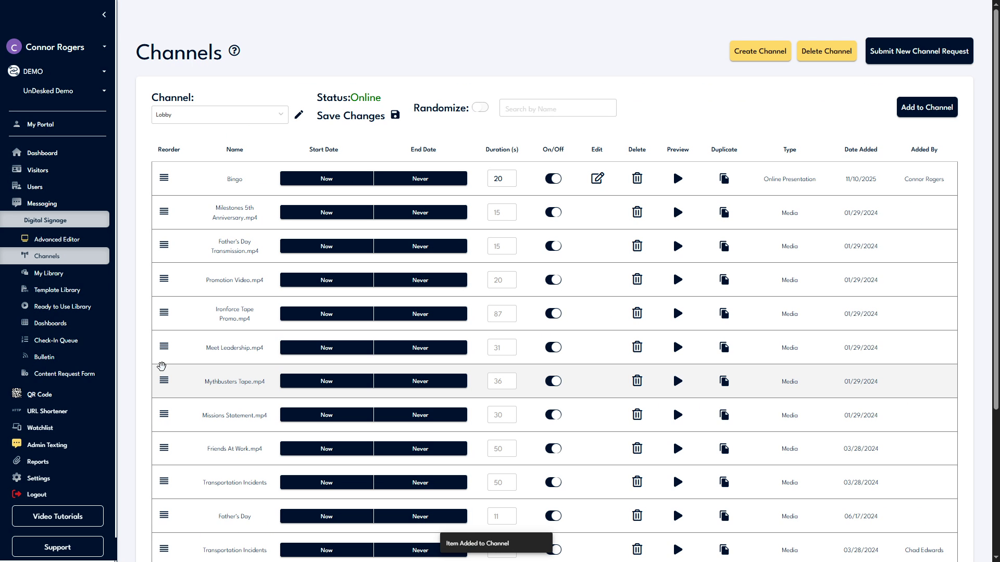 C
Connor Rogers
DEMO
UnDesked Demo
My Portal
Dashboard
Visitors
Users
Messaging
Digital Signage
Advanced Editor
Channels
My Library
Template Library
Ready to Use Library
Dashboards
Check-In Queue
Bulletin
Content Request Form
QR Code
HTTP URL Shortener
Watchlist
Admin Texting
Reports
Settings
Logout
Video Tutorials
Support
Channels ?
Create Channel Delete Channel Submit New Channel Request
Channel:
Lobby
Status:Online
Save Changes
Randomize:
Search by Name
Add to Channel
Reorder Name Start Date End Date Duration (s) On/Off Edit Delete Preview Duplicate Type Date Added Added By
Bingo Now Never 20 Online Presentation 11/10/2025 Connor Rogers
Milestones 5th
Anniversary.mp4 Now Never 15 Media 01/29/2024
Father's Day
Transmission.mp4 Now Never 15 Media 01/29/2024
Promotion Video.mp4 Now Never 20 Media 01/29/2024
Ironforce Tape
Promo.mp4 Now Never 87 Media 01/29/2024
Meet Leadership.mp4 Now Never 31 Media 01/29/2024
Mythbusters Tape.mp4 Now Never 36 Media 01/29/2024
Missions Statement.mp4 Now Never 30 Media 01/29/2024
Friends At Work.mp4 Now Never 50 Media 03/28/2024
Transportation Incidents Now Never 50 Media 03/28/2024
Father's Day Now Never 11 Media 06/17/2024
Transportation Incidents Now Never Media 03/28/2024 Chad Edwards
Item Added to Channel